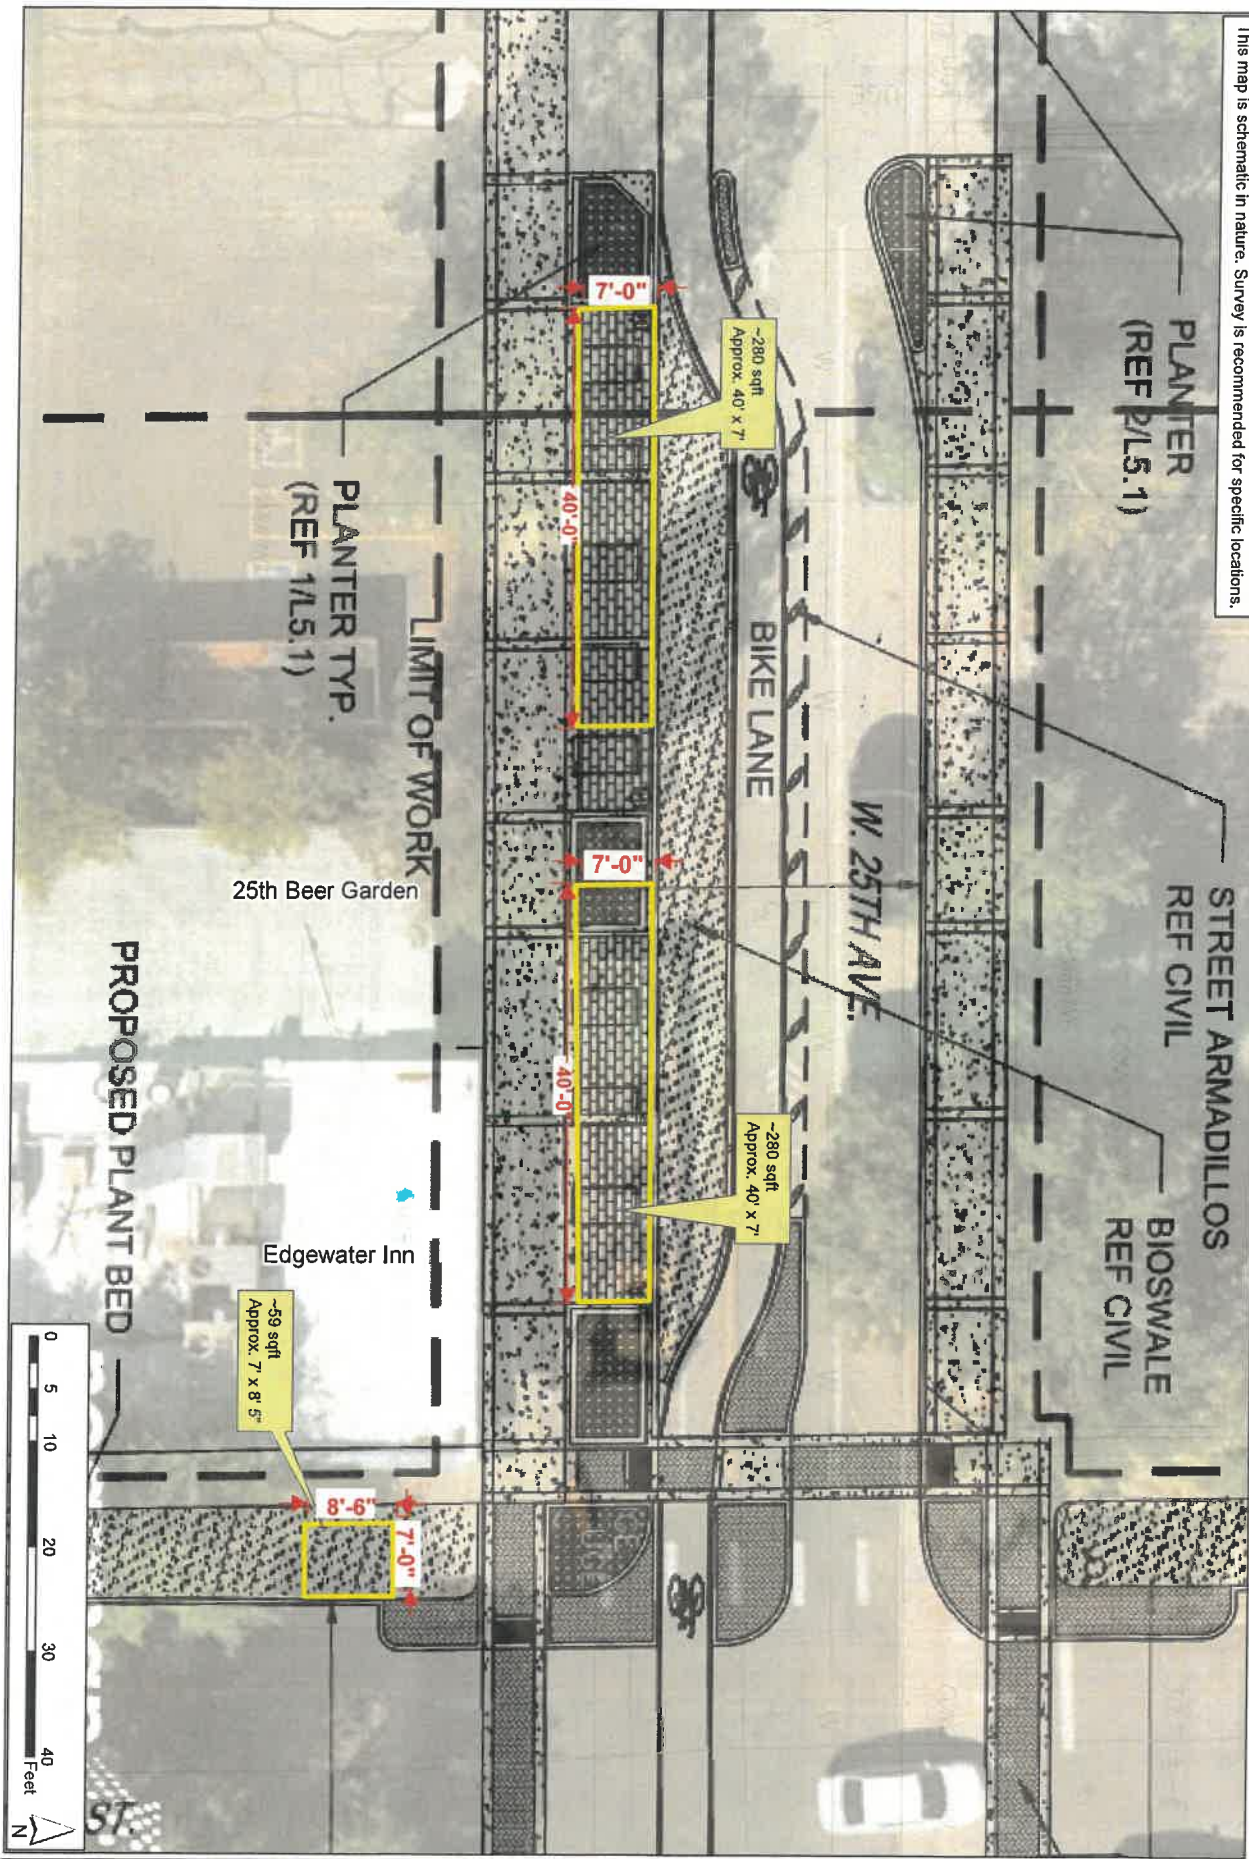 This map is schematic in nature. Survey is recommended for specific locations.
PLANTER
(REF 2/L5.1)
STREET ARMADILLOS
REF CIVIL
BIOSWALE
REF CIVIL
W. 25TH AVE.
BIKE LANE
~280 sqft
Approx. 40' x 7'
~280 sqft
Approx. 40' x 7'
7'-0"
40'-0"
7'-0"
40'-0
PLANTER TYP.
(REF 1/L5.1)
LIMIT OF WORK
25th Beer Garden
Edgewater Inn
PROPOSED PLANT BED
~59 sqft
Approx. 7' x 8' 5"
8'-6"
7'-0"
ST.
0 5 10 20 30 40
Feet
N